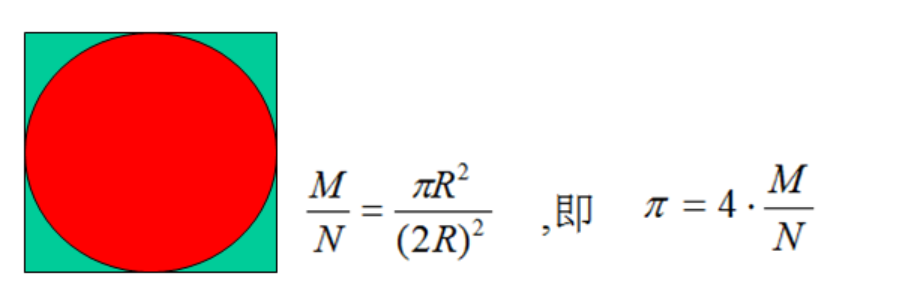 M/N = πR²/(2R)² ,即 π = 4 · M/N